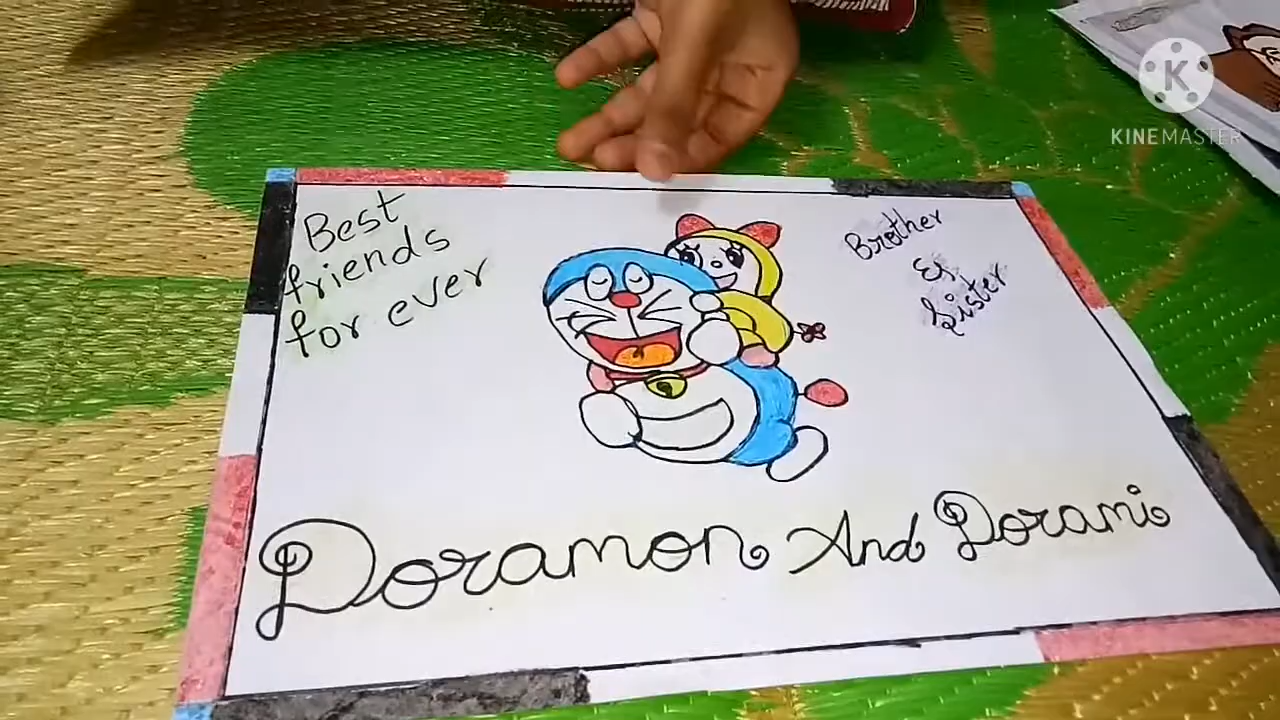 Best
friends
for ever
Brother
&
Sister
Doramon And Dorami
K
KINEMASTER